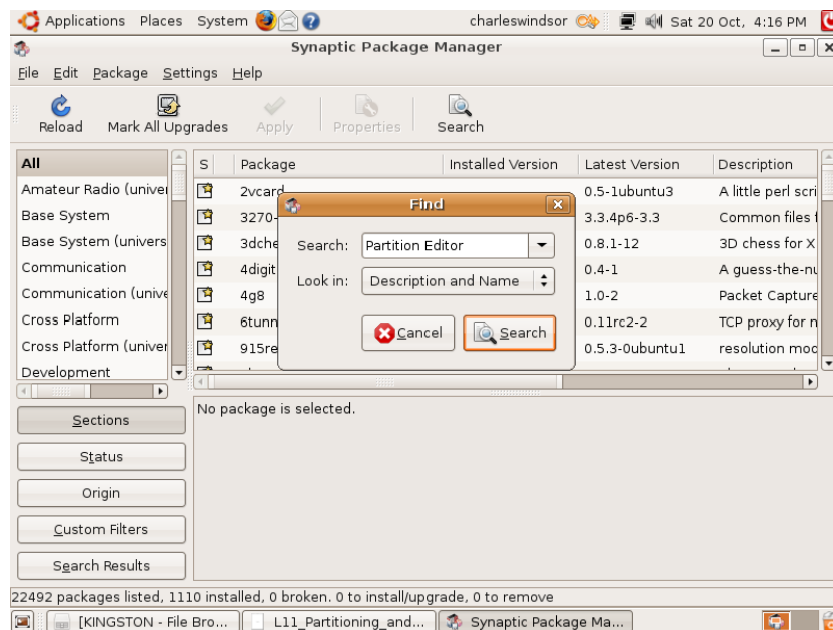 Applications Places System charleswindsor Sat 20 Oct, 4:16 PM
Synaptic Package Manager
File Edit Package Settings Help
Reload Mark All Upgrades Apply Properties Search
All
Amateur Radio (univer
Base System
Base System (univers
Communication
Communication (unive
Cross Platform
Cross Platform (univer
Development
S Package Installed Version Latest Version Description
2vcard 0.5-1ubuntu3 A little perl scri
3270- 3.3.4p6-3.3 Common files f
3dche 0.8.1-12 3D chess for X
4digit 0.4-1 A guess-the-nu
4g8 1.0-2 Packet Capture
6tunn 0.11rc2-2 TCP proxy for n
915re 0.5.3-0ubuntu1 resolution mod
Find
Search: Partition Editor
Look in: Description and Name
Cancel Search
No package is selected.
Sections
Status
Origin
Custom Filters
Search Results
22492 packages listed, 1110 installed, 0 broken. 0 to install/upgrade, 0 to remove
[KINGSTON - File Bro... L11_Partitioning_and... Synaptic Package Ma...